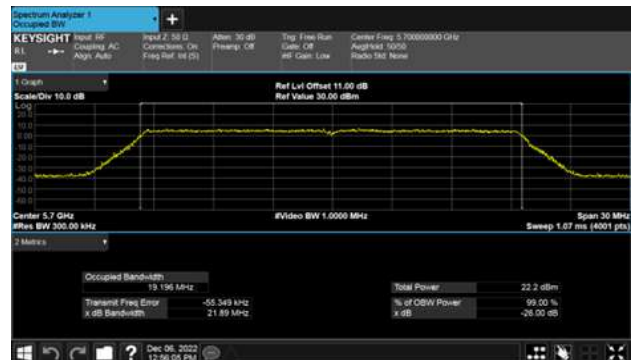 Spectrum Analyzer 1
Occupied BW
+
KEYSIGHT Input: RF Input Z: 50 Ω Atten: 30 dB Trig: Free Run Center Freq: 5.700000000 GHz
RL Coupling: AC Corrections: On Preamp: Off Gate: Off Avg|Hold: 50/50
Align: Auto Freq Ref: Int (S) #IF Gain: Low Radio Std: None
1 Graph
Scale/Div 10.0 dB Ref Lvl Offset 11.00 dB
Ref Value 30.00 dBm
Log
20.0
10.0
0.00
-10.0
-20.0
-30.0
-40.0
-50.0
-60.0
Center 5.7 GHz #Video BW 1.0000 MHz Span 30 MHz
#Res BW 300.00 kHz Sweep 1.07 ms (4001 pts)
2 Metrics
Occupied Bandwidth
19.196 MHz Total Power 22.2 dBm
Transmit Freq Error -55.349 kHz % of OBW Power 99.00 %
x dB Bandwidth 21.89 MHz x dB -26.00 dB
? Dec 06, 2022
12:56:05 PM